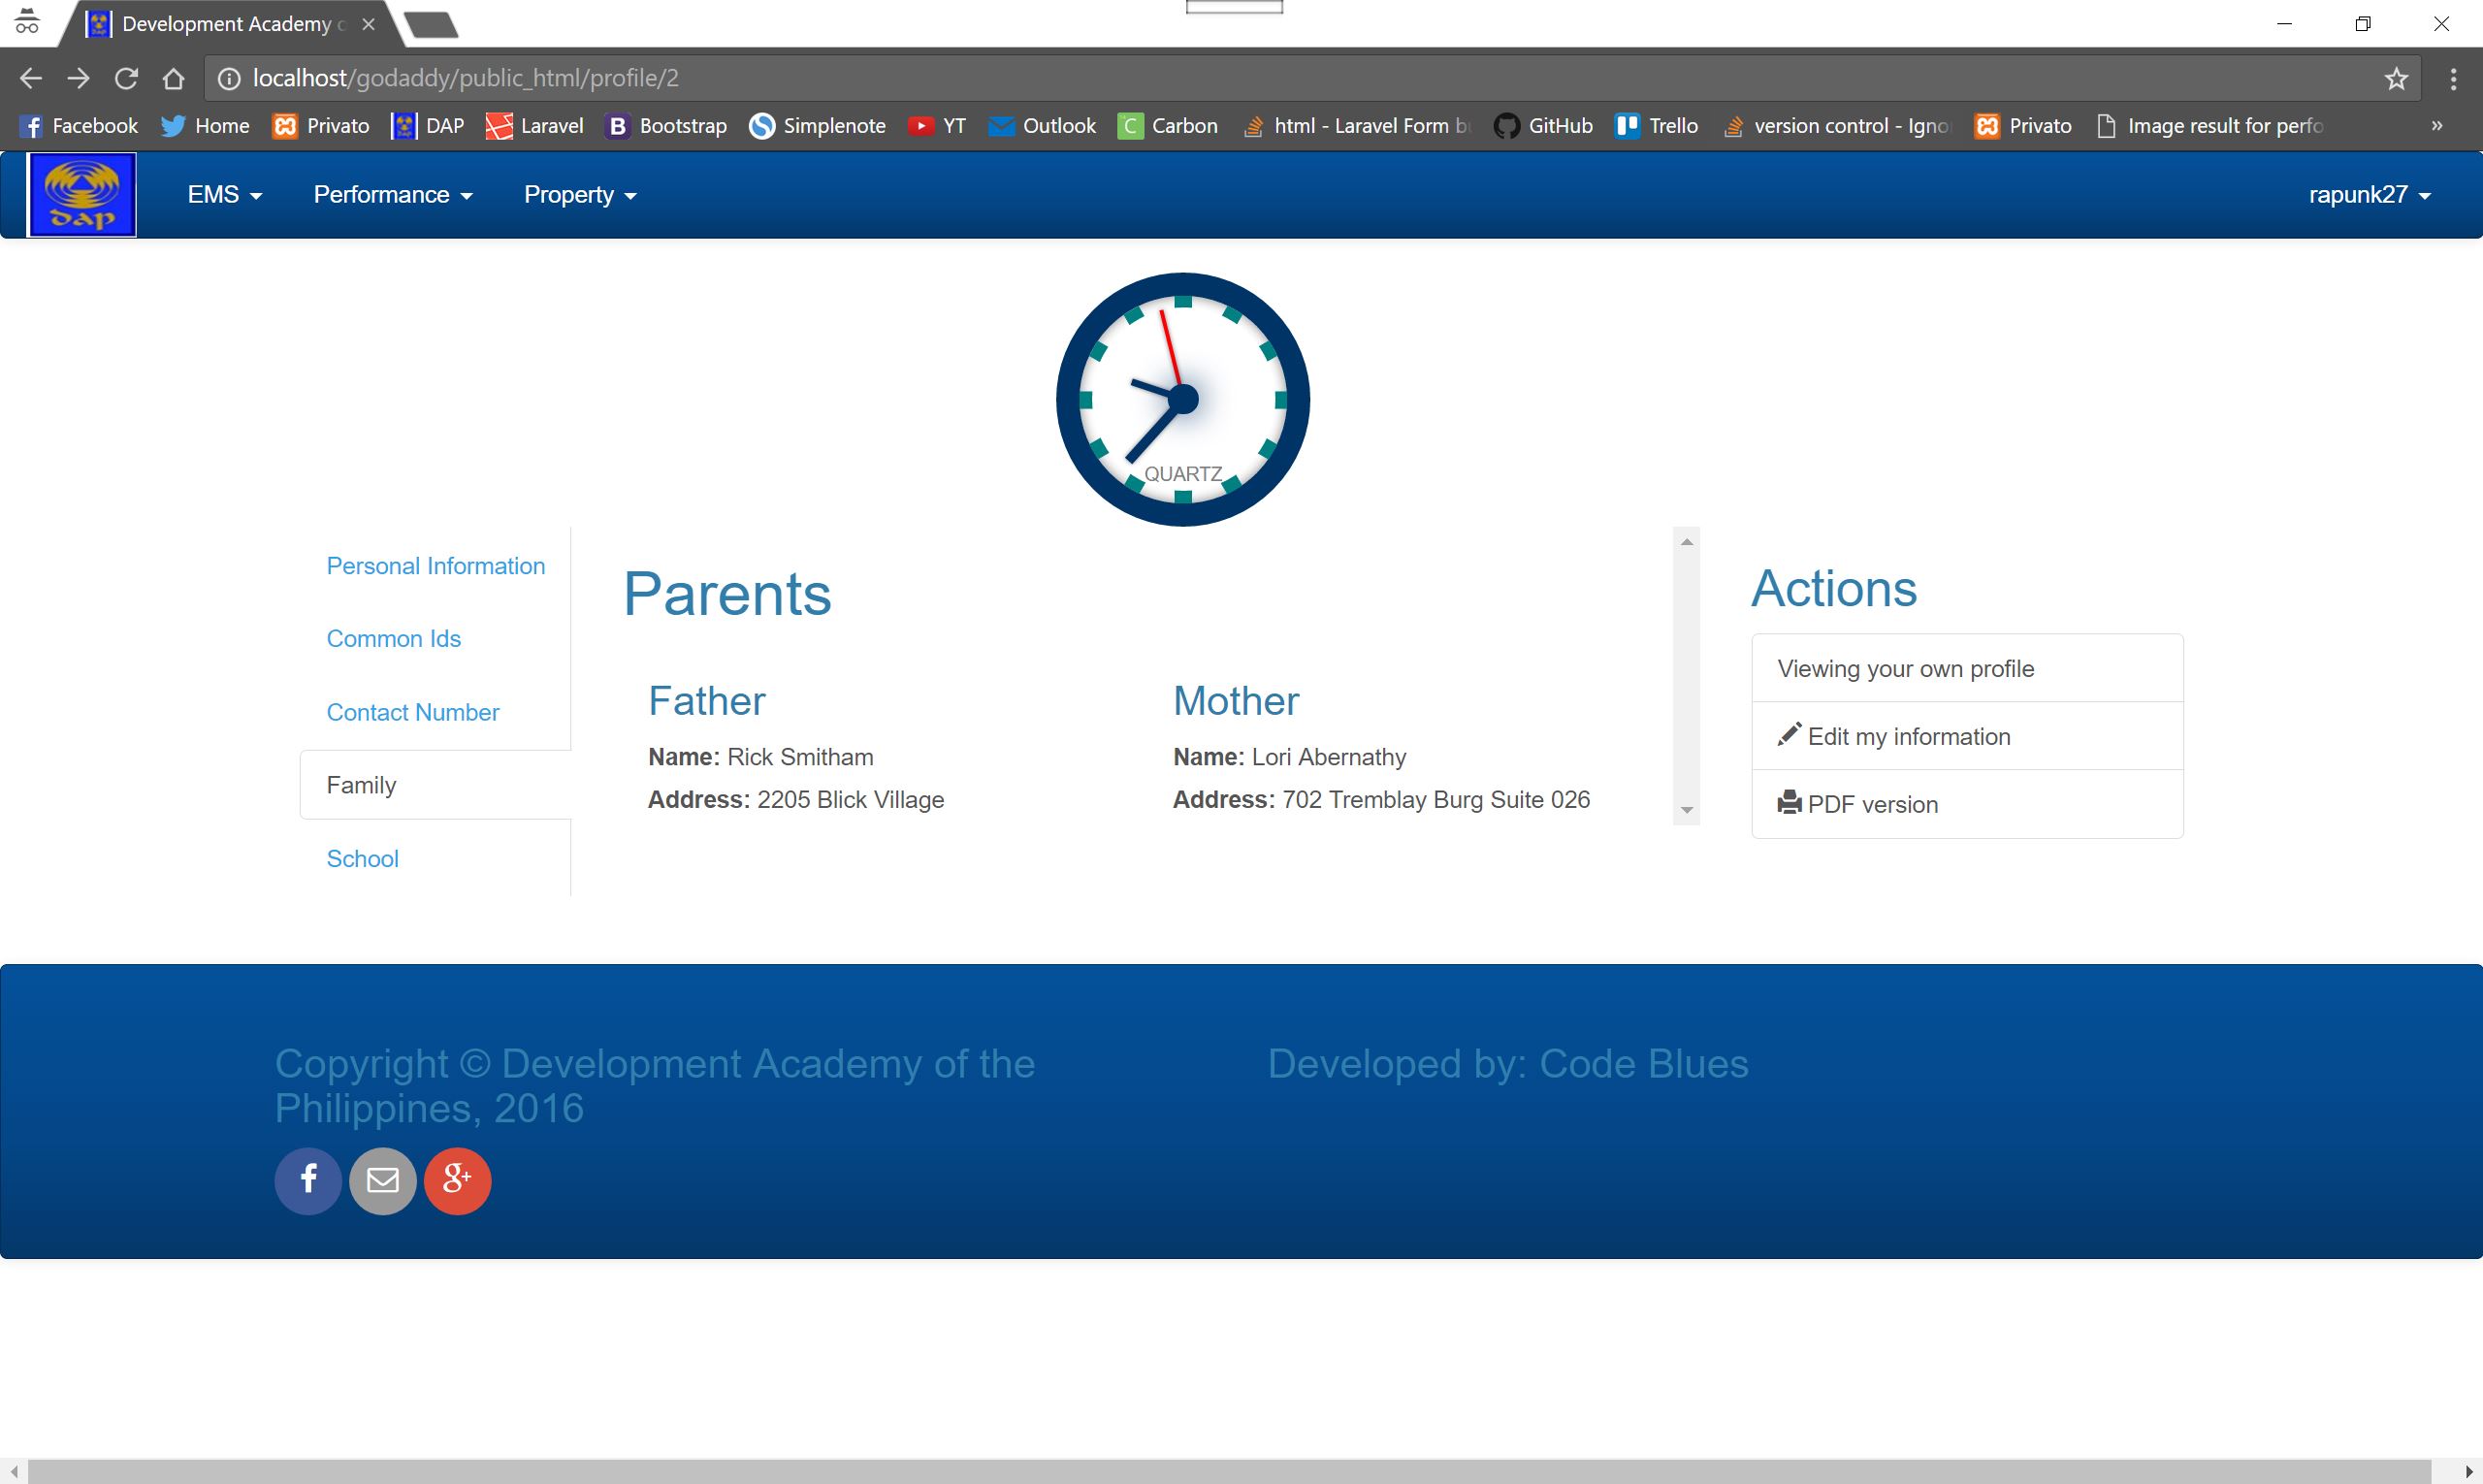 Development Academy
localhost/godaddy/public_html/profile/2
Facebook Home Privato DAP Laravel Bootstrap Simplenote YT Outlook Carbon html - Laravel Form GitHub Trello version control - Privato Image result for
dap EMS Performance Property rapunk27
QUARTZ
Personal Information
Common Ids
Contact Number
Family
School
Parents
Father
Name: Rick Smitham
Address: 2205 Blick Village
Mother
Name: Lori Abernathy
Address: 702 Tremblay Burg Suite 026
Actions
Viewing your own profile
Edit my information
PDF version
Copyright © Development Academy of the
Philippines, 2016
Developed by: Code Blues